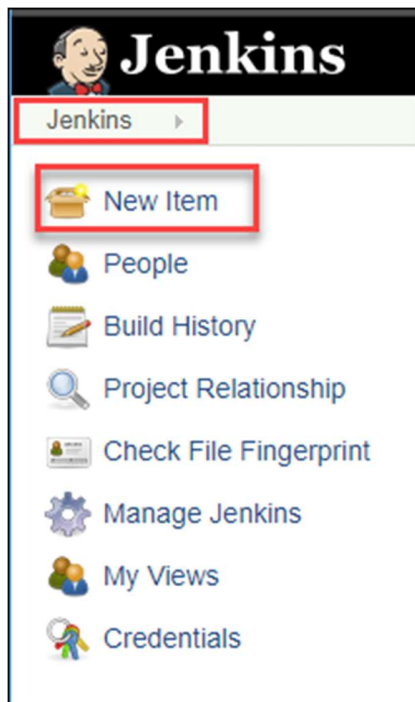 Jenkins
Jenkins
New Item
People
Build History
Project Relationship
Check File Fingerprint
Manage Jenkins
My Views
Credentials